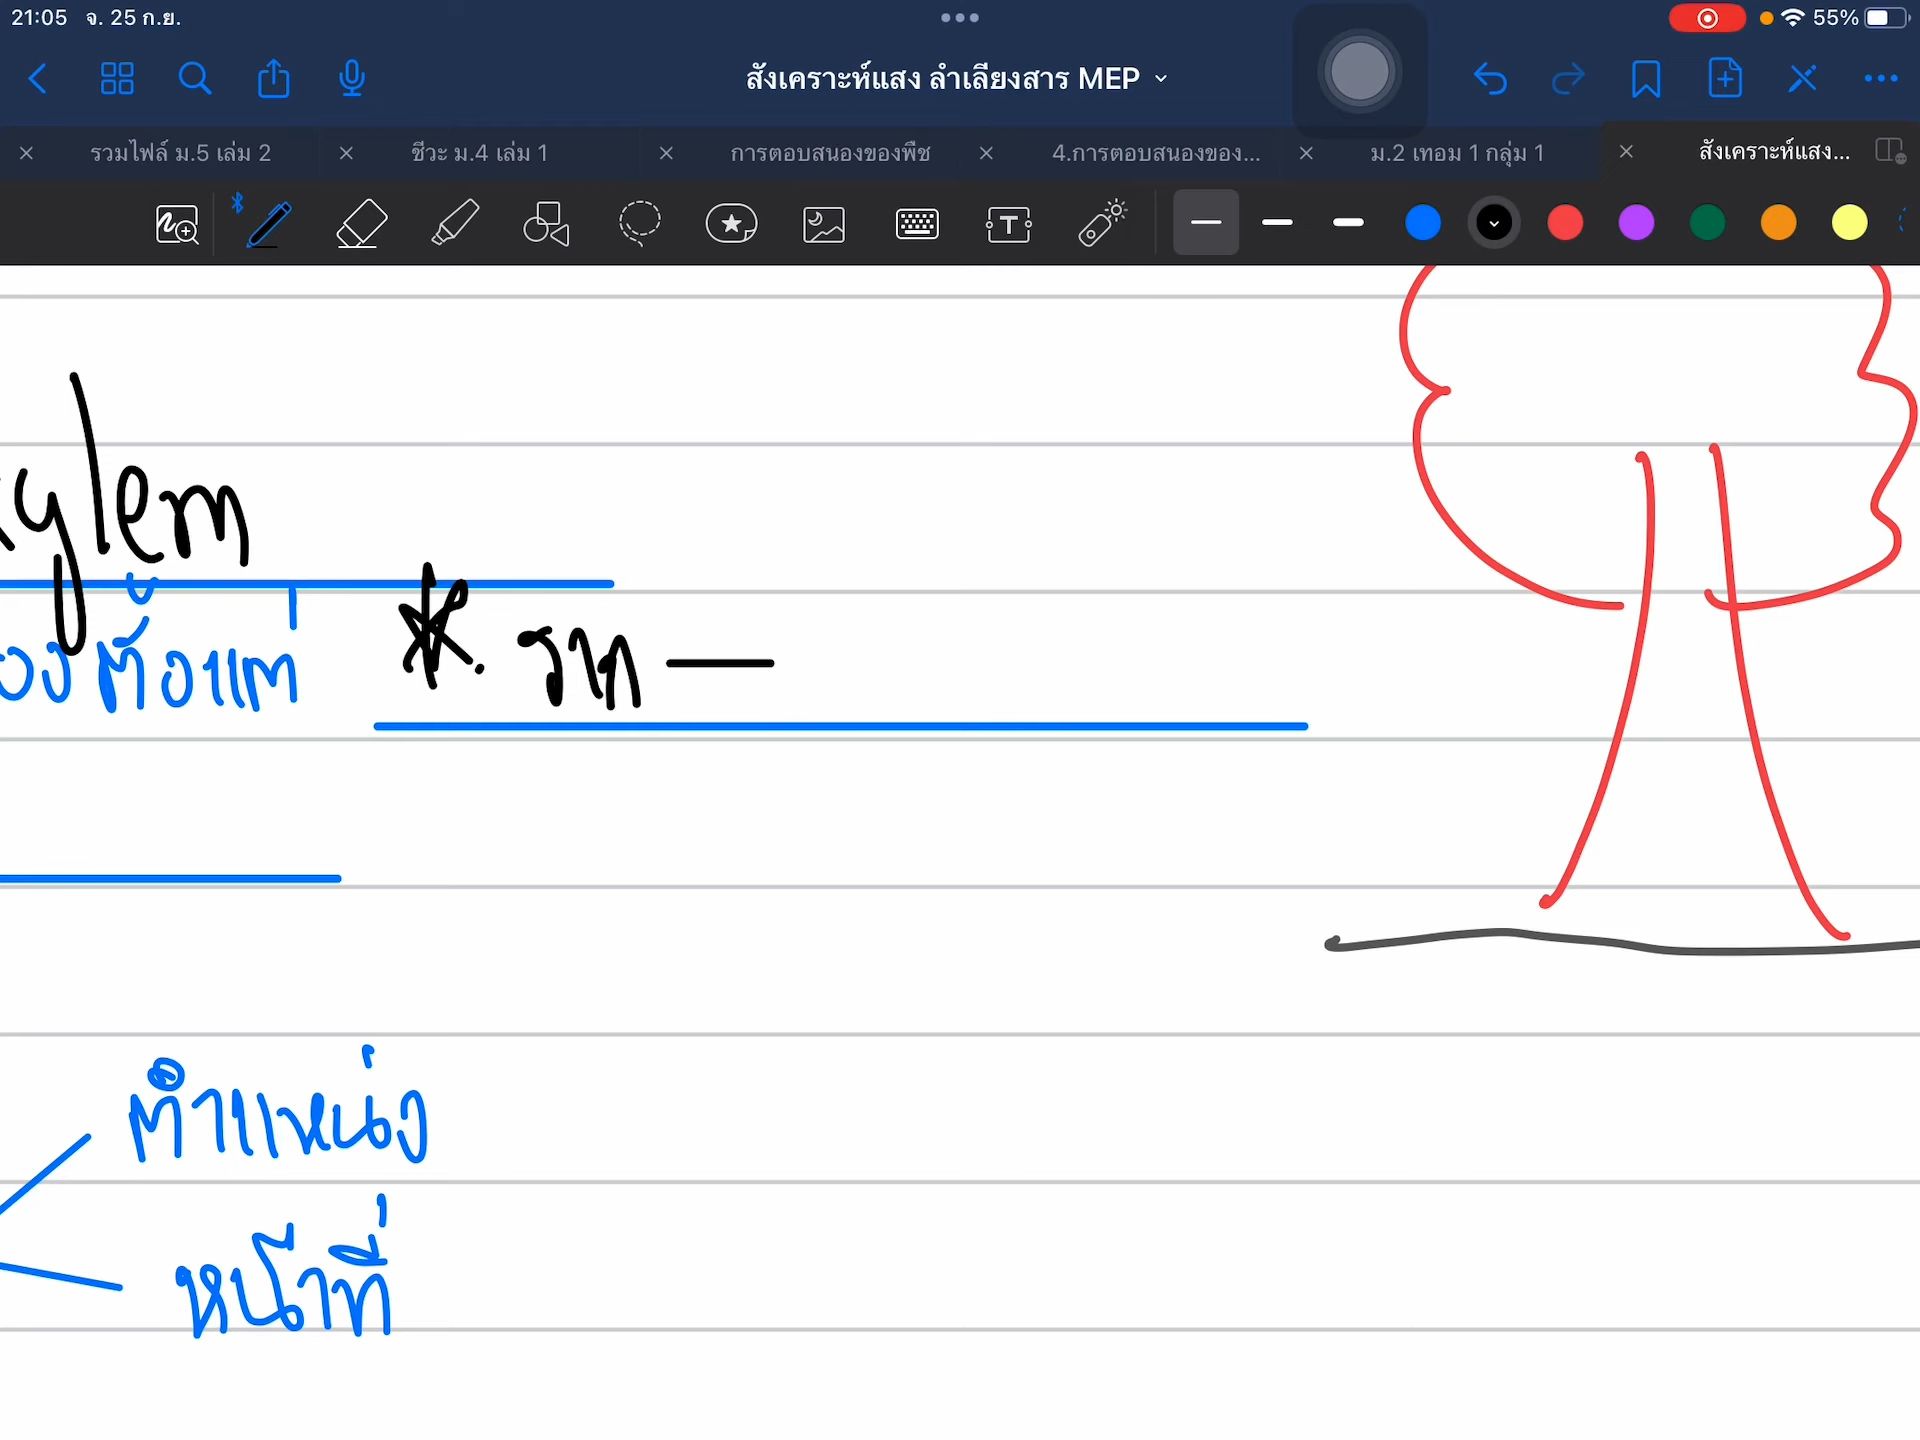 21:05 จ. 25 ก.ย.
55%
สังเคราะห์แสง ลำเลียงสาร MEP
รวมไฟล์ ม.5 เล่ม 2
ชีวะ ม.4 เล่ม 1
การตอบสนองของพืช
4.การตอบสนองของ...
ม.2 เทอม 1 กลุ่ม 1
สังเคราะห์แสง...
xylem
ตั้งแต่ * ราก —
ตำแหน่ง
หน้าที่